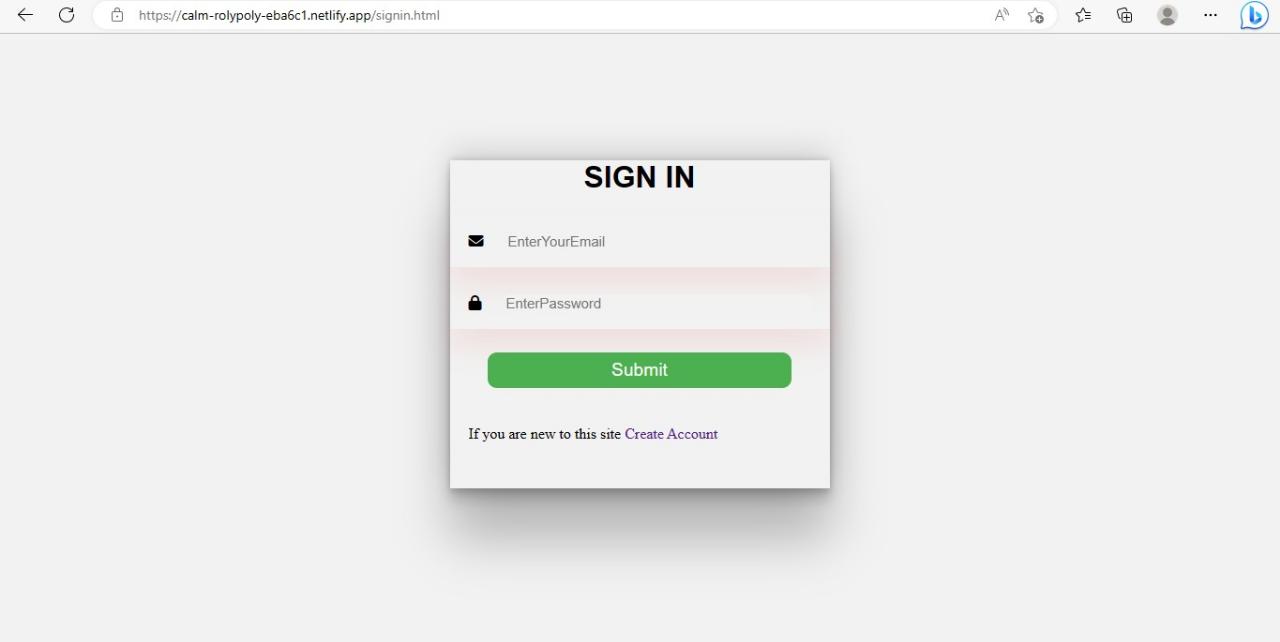 https://calm-rolypoly-eba6c1.netlify.app/signin.html
SIGN IN
EnterYourEmail
EnterPassword
Submit
If you are new to this site Create Account